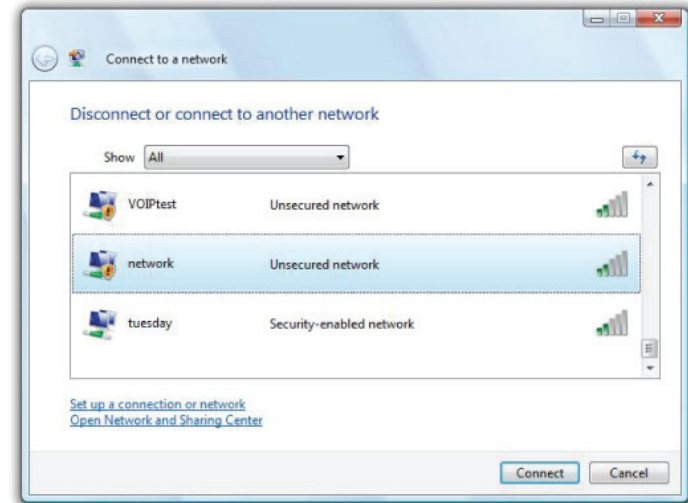 Connect to a network
Disconnect or connect to another network
Show All
VOIPtest Unsecured network
network Unsecured network
tuesday Security-enabled network
Set up a connection or network
Open Network and Sharing Center
Connect Cancel